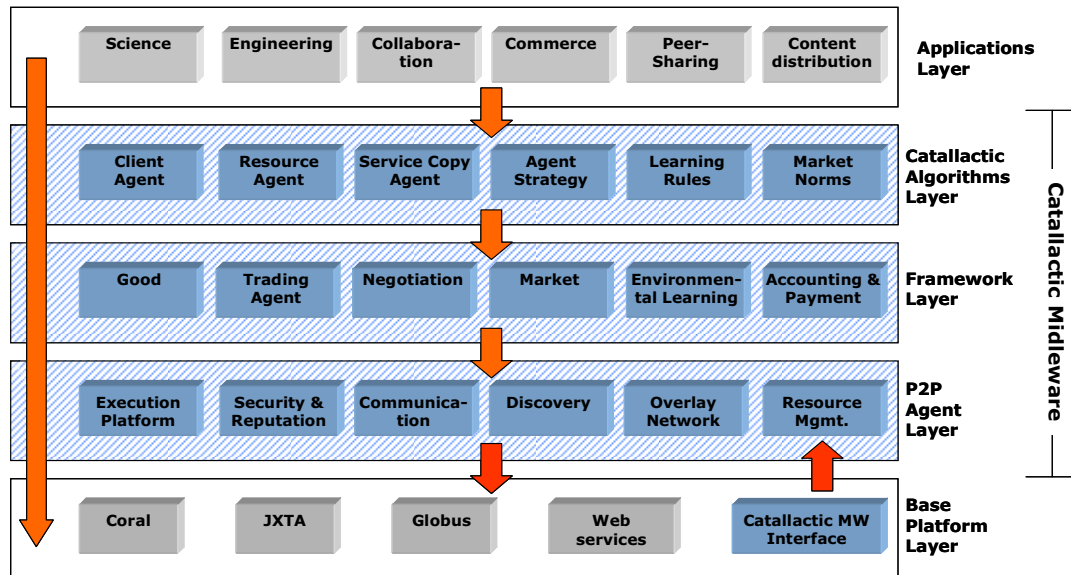 Science
Engineering
Collabora-
tion
Commerce
Peer-
Sharing
Content
distribution
Applications
Layer
Client
Agent
Resource
Agent
Service Copy
Agent
Agent
Strategy
Learning
Rules
Market
Norms
Catallactic
Algorithms
Layer
Good
Trading
Agent
Negotiation
Market
Environmen-
tal Learning
Accounting &
Payment
Framework
Layer
Execution
Platform
Security &
Reputation
Communica-
tion
Discovery
Overlay
Network
Resource
Mgmt.
P2P
Agent
Layer
Coral
JXTA
Globus
Web
services
Catallactic MW
Interface
Base
Platform
Layer
Catallactic Midleware